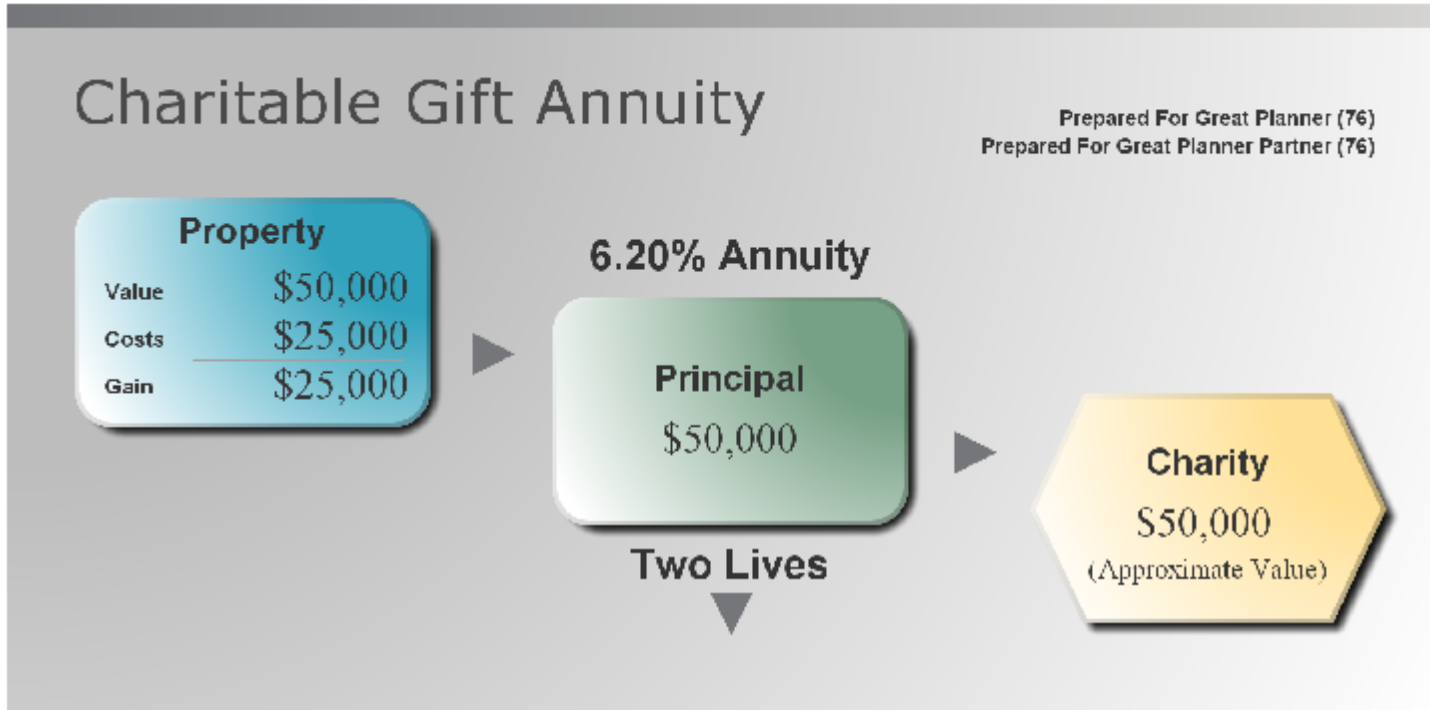 Charitable Gift Annuity
Prepared For Great Planner (76)
Prepared For Great Planner Partner (76)
Property
Value $50,000
Costs $25,000
Gain $25,000
6.20% Annuity
Principal
$50,000
Two Lives
Charity
$50,000
(Approximate Value)